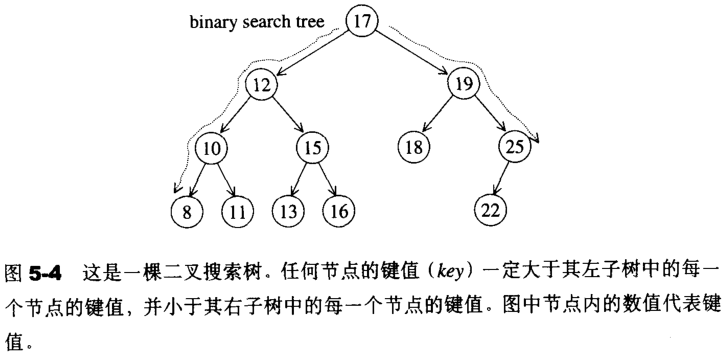 binary search tree 17
12 19
10 15 18 25
8 11 13 16 22
图 5-4 这是一棵二叉搜索树。任何节点的键值（key）一定大于其左子树中的每一
个节点的键值，并小于其右子树中的每一个节点的键值。图中节点内的数值代表键
值。